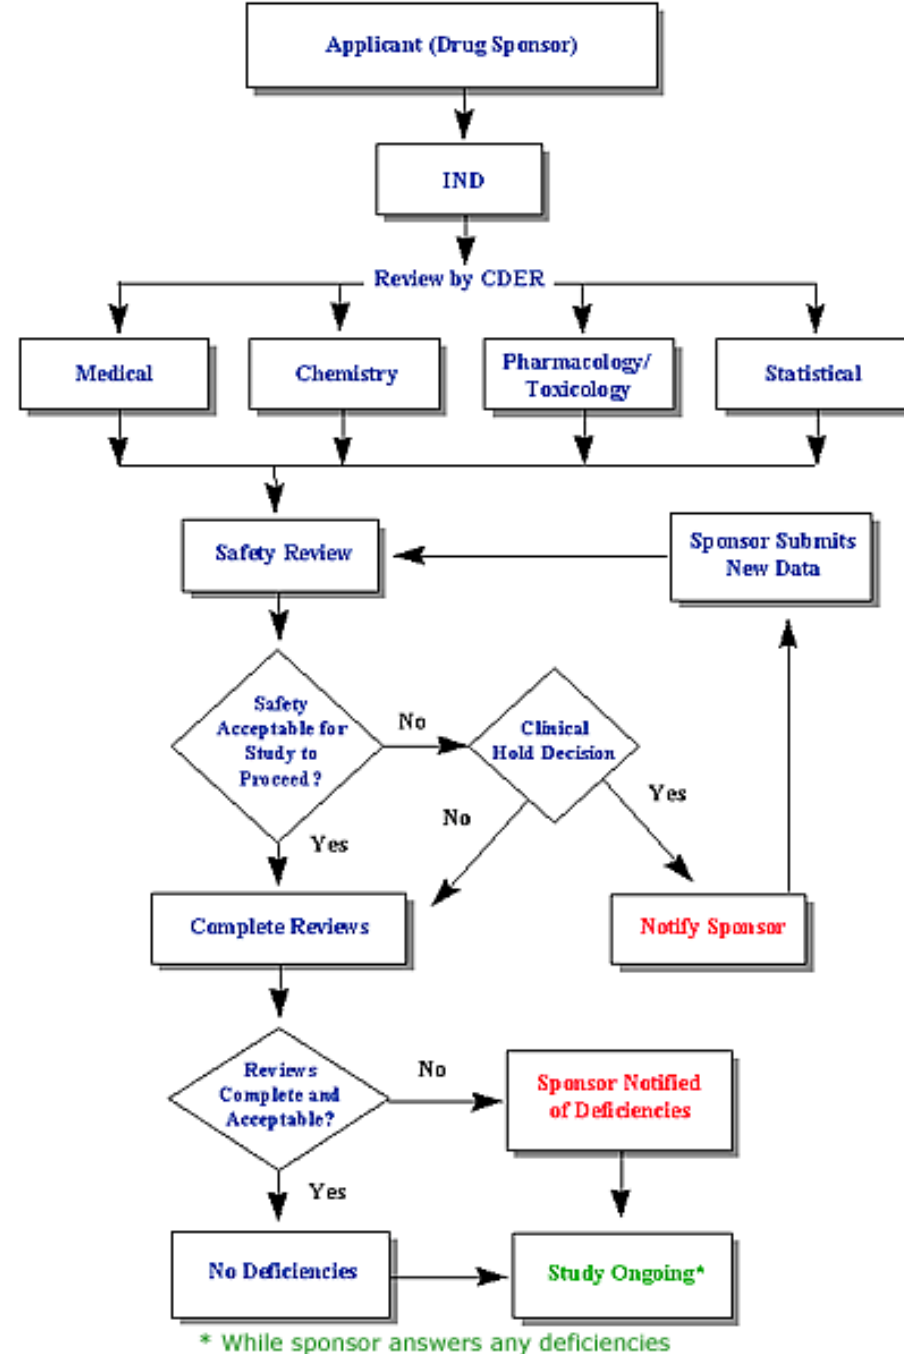 Applicant (Drug Sponsor)
IND
Review by CDER
Medical
Chemistry
Pharmacology/
Toxicology
Statistical
Safety Review
Sponsor Submits
New Data
Safety
Acceptable for
Study to
Proceed?
No
Clinical
Hold Decision
Yes
No
Yes
Complete Reviews
Notify Sponsor
Reviews
Complete and
Acceptable?
No
Sponsor Notified
of Deficiencies
Yes
No Deficiencies
Study Ongoing*
* While sponsor answers any deficiencies